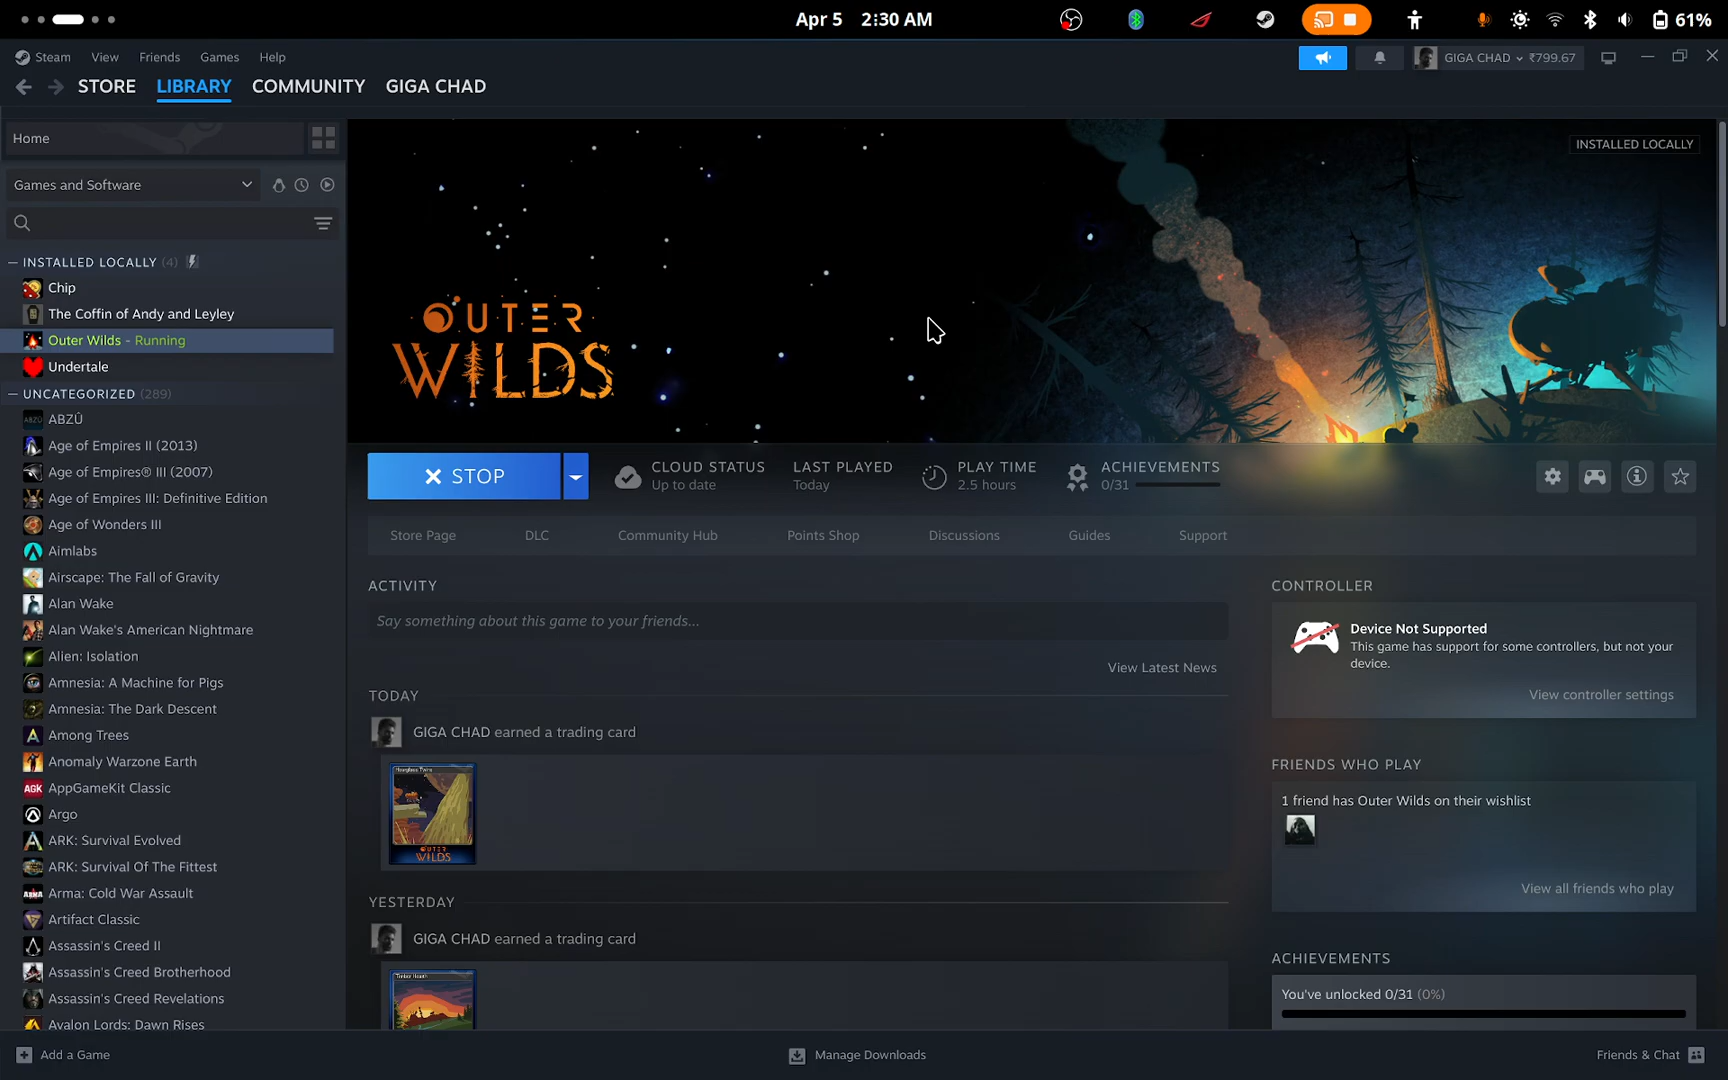 Apr 5 2:30 AM
61%
Steam View Friends Games Help
GIGA CHAD ₹799.67
STORE LIBRARY COMMUNITY GIGA CHAD
Home
Games and Software
INSTALLED LOCALLY (4)
Chip
The Coffin of Andy and Leyley
Outer Wilds - Running
Undertale
UNCATEGORIZED (289)
ABZÛ
Age of Empires II (2013)
Age of Empires® III (2007)
Age of Empires III: Definitive Edition
Age of Wonders III
Aimlabs
Airscape: The Fall of Gravity
Alan Wake
Alan Wake's American Nightmare
Alien: Isolation
Amnesia: A Machine for Pigs
Amnesia: The Dark Descent
Among Trees
Anomaly Warzone Earth
AGK AppGameKit Classic
Argo
ARK: Survival Evolved
ARK: Survival Of The Fittest
Arma: Cold War Assault
Artifact Classic
Assassin's Creed II
Assassin's Creed Brotherhood
Assassin's Creed Revelations
Avalon Lords: Dawn Rises
INSTALLED LOCALLY
OUTER
WILDS
STOP
CLOUD STATUS
Up to date
LAST PLAYED
Today
PLAY TIME
2.5 hours
ACHIEVEMENTS
0/31
Store Page DLC Community Hub Points Shop Discussions Guides Support
ACTIVITY
Say something about this game to your friends...
View Latest News
TODAY
GIGA CHAD earned a trading card
Hourglass Twins
OUTER
WILDS
YESTERDAY
GIGA CHAD earned a trading card
Timber Hearth
CONTROLLER
Device Not Supported
This game has support for some controllers, but not your
device.
View controller settings
FRIENDS WHO PLAY
1 friend has Outer Wilds on their wishlist
View all friends who play
ACHIEVEMENTS
You've unlocked 0/31 (0%)
Add a Game
Manage Downloads
Friends & Chat